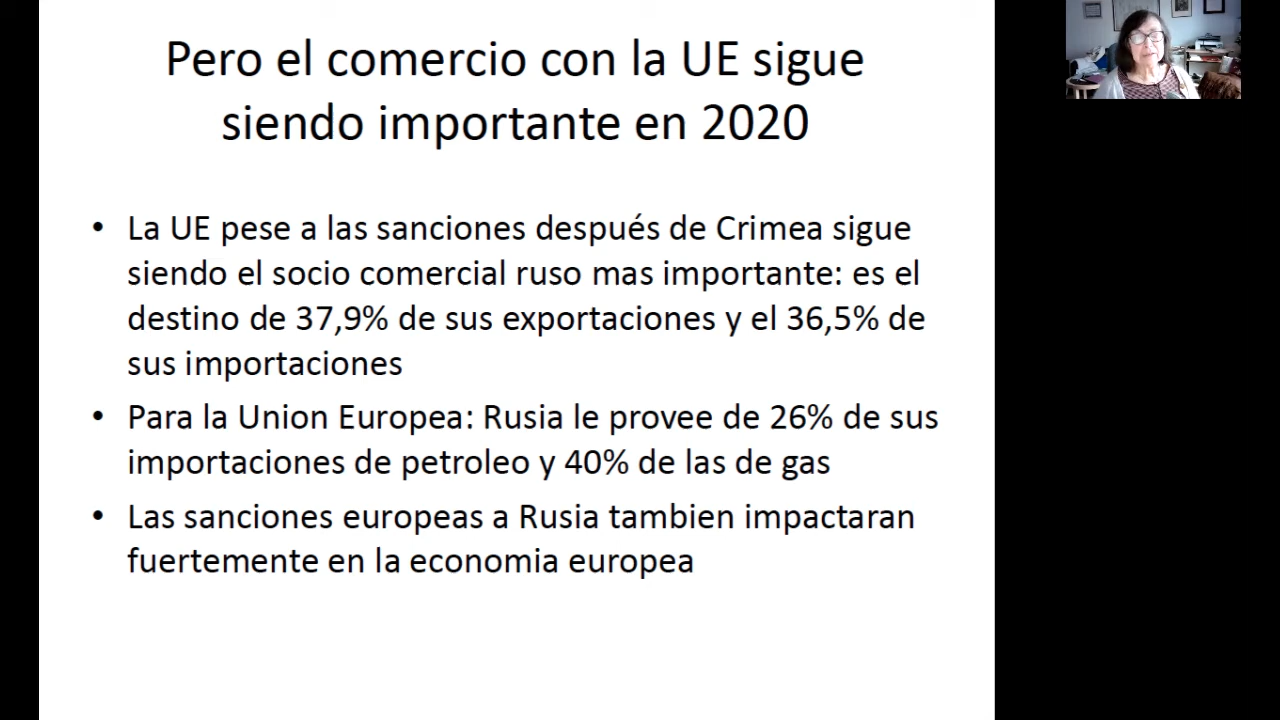 Pero el comercio con la UE sigue
siendo importante en 2020
• La UE pese a las sanciones después de Crimea sigue
siendo el socio comercial ruso mas importante: es el
destino de 37,9% de sus exportaciones y el 36,5% de
sus importaciones
• Para la Union Europea: Rusia le provee de 26% de sus
importaciones de petroleo y 40% de las de gas
• Las sanciones europeas a Rusia tambien impactaran
fuertemente en la economia europea